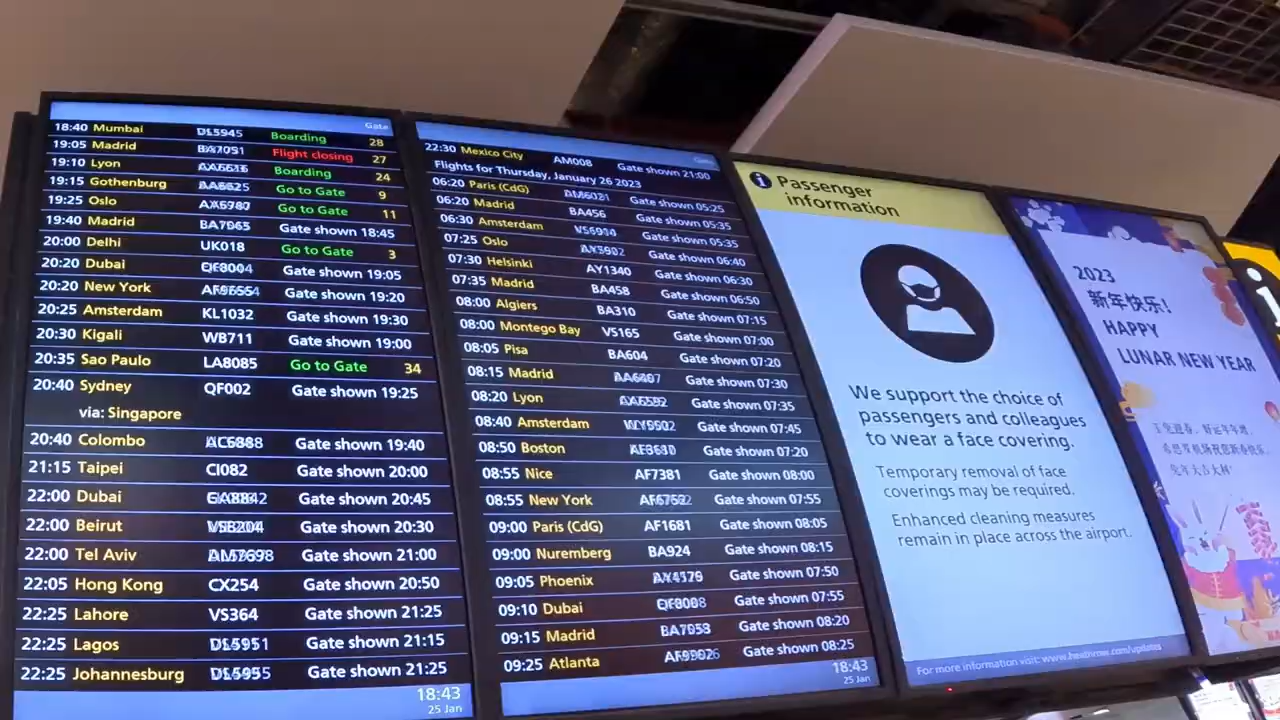 Gate
18:40 Mumbai Boarding 28
19:05 Madrid Flight closing 27
19:10 Lyon Boarding 24
19:15 Gothenburg Go to Gate 9
19:25 Oslo Go to Gate 11
19:40 Madrid Gate shown 18:45
20:00 Delhi UK018 Go to Gate 3
20:20 Dubai Gate shown 19:05
20:20 New York Gate shown 19:20
20:25 Amsterdam KL1032 Gate shown 19:30
20:30 Kigali WB711 Gate shown 19:00
20:35 Sao Paulo LA8085 Go to Gate 34
20:40 Sydney QF002 Gate shown 19:25
via: Singapore
20:40 Colombo Gate shown 19:40
21:15 Taipei CI082 Gate shown 20:00
22:00 Dubai Gate shown 20:45
22:00 Beirut Gate shown 20:30
22:00 Tel Aviv Gate shown 21:00
22:05 Hong Kong CX254 Gate shown 20:50
22:25 Lahore VS364 Gate shown 21:25
22:25 Lagos Gate shown 21:15
22:25 Johannesburg Gate shown 21:25
18:43
25 Jan
Gate
22:30 Mexico City AM008 Gate shown 21:00
Flights for Thursday, January 26 2023
06:20 Paris (CdG) Gate shown 05:25
06:20 Madrid BA456 Gate shown 05:35
06:30 Amsterdam Gate shown 05:35
07:25 Oslo Gate shown 06:40
07:30 Helsinki AY1340 Gate shown 06:30
07:35 Madrid BA458 Gate shown 06:50
08:00 Algiers BA310 Gate shown 07:15
08:00 Montego Bay VS165 Gate shown 07:00
08:05 Pisa BA604 Gate shown 07:20
08:15 Madrid Gate shown 07:30
08:20 Lyon Gate shown 07:35
08:40 Amsterdam Gate shown 07:45
08:50 Boston Gate shown 07:20
08:55 Nice AF7381 Gate shown 08:00
08:55 New York Gate shown 07:55
09:00 Paris (CdG) AF1681 Gate shown 08:05
09:00 Nuremberg BA924 Gate shown 08:15
09:05 Phoenix Gate shown 07:50
09:10 Dubai Gate shown 07:55
09:15 Madrid Gate shown 08:20
09:25 Atlanta Gate shown 08:25
18:43
25 Jan
i Passenger
information
We support the choice of
passengers and colleagues
to wear a face covering.
Temporary removal of face
coverings may be required.
Enhanced cleaning measures
remain in place across the airport.
For more information visit: www.heathrow.com/updates
2023
新年快乐!
HAPPY
LUNAR NEW YEAR
i